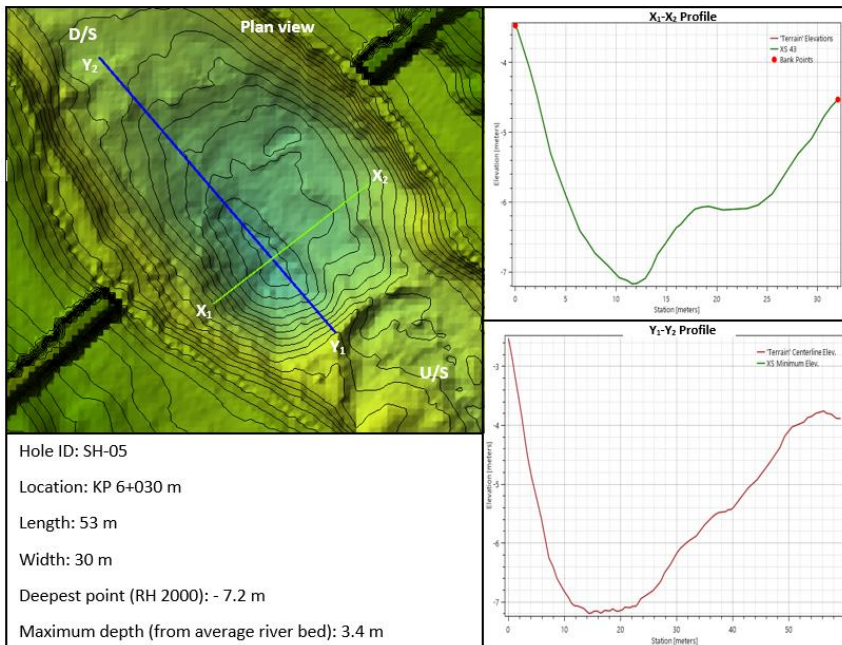 D/S
Plan view
Y₂
X₂
X₁
Y₁
U/S
X₁-X₂ Profile
'Terrain' Elevations
XS 43
Bank Points
Elevation [meters]
-4
-5
-6
-7
0 5 10 15 20 25 30
Station [meters]
Y₁-Y₂ Profile
'Terrain' Centerline Elev.
XS Minimum Elev.
Elevation [meters]
-3
-4
-5
-6
-7
0 10 20 30 40 50
Station [meters]
Hole ID: SH-05
Location: KP 6+030 m
Length: 53 m
Width: 30 m
Deepest point (RH 2000): - 7.2 m
Maximum depth (from average river bed): 3.4 m